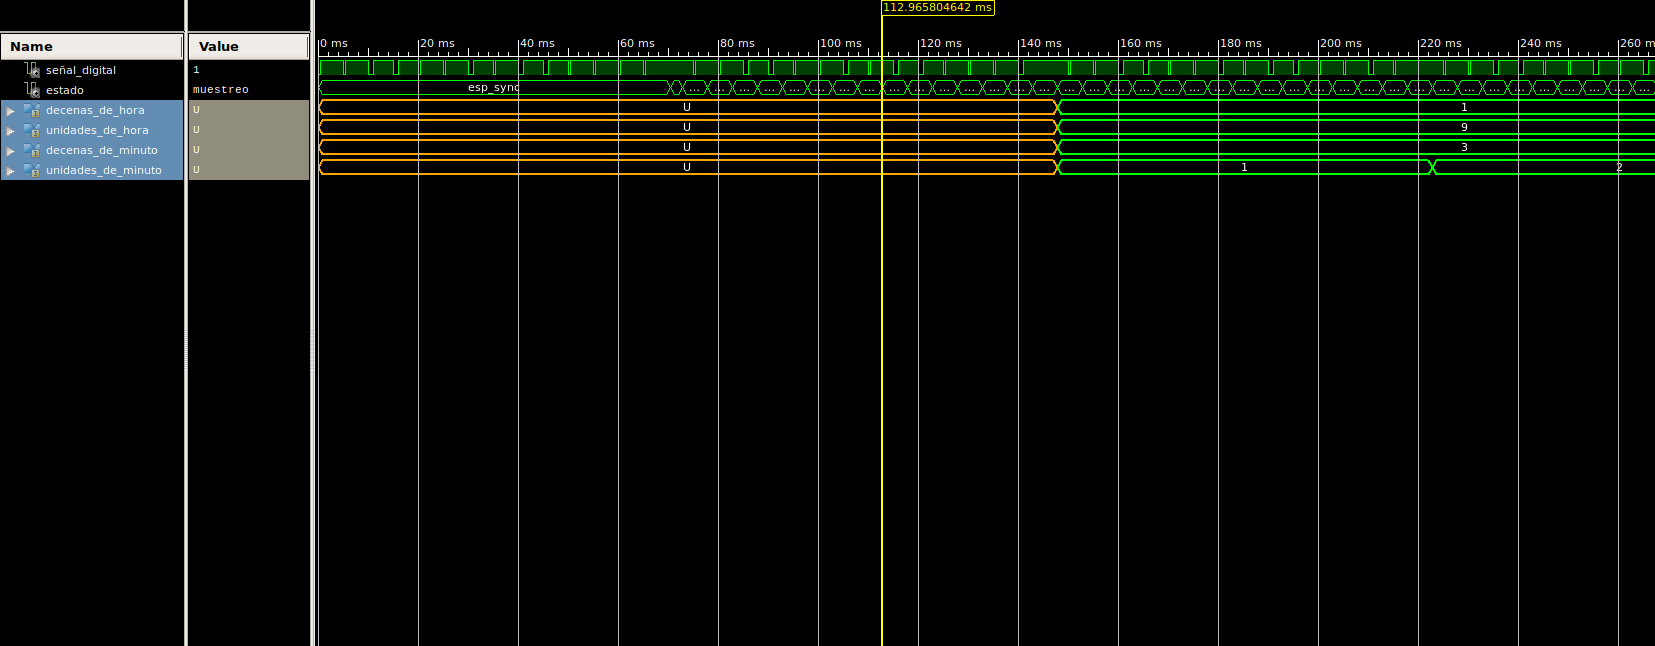 112.965804642 ms
Name Value
0 ms 20 ms 40 ms 60 ms 80 ms 100 ms 120 ms 140 ms 160 ms 180 ms 200 ms 220 ms 240 ms 260 m
señal_digital 1
estado muestreo esp_sync ... ... ... ... ... ... ... ... ... ... ... ... ... ... ... ... ... ... ... ... ... ... ... ... ... ... ... ... ... ... ... ... ... ... ... ... ... ... ...
decenas_de_hora U U 1
unidades_de_hora U U 9
decenas_de_minuto U U 3
unidades_de_minuto U U 1 2